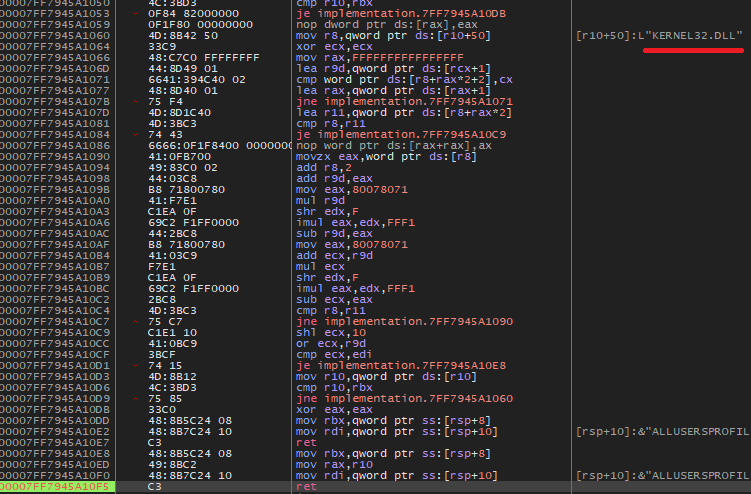 00007FF7945A1050 4C:3BD3 cmp r10,rbx
00007FF7945A1053 0F84 82000000 je implementation.7FF7945A10DB
00007FF7945A1059 0F1F80 00000000 nop dword ptr ds:[rax],eax
00007FF7945A1060 4D:8B42 50 mov r8,qword ptr ds:[r10+50] [r10+50]:L"KERNEL32.DLL"
00007FF7945A1064 33C9 xor ecx,ecx
00007FF7945A1066 48:C7C0 FFFFFFFF mov rax,FFFFFFFFFFFFFFFF
00007FF7945A106D 44:8D49 01 lea r9d,qword ptr ds:[rcx+1]
00007FF7945A1071 6641:394C40 02 cmp word ptr ds:[r8+rax*2+2],cx
00007FF7945A1077 48:8D40 01 lea rax,qword ptr ds:[rax+1]
00007FF7945A107B 75 F4 jne implementation.7FF7945A1071
00007FF7945A107D 4D:8D1C40 lea r11,qword ptr ds:[r8+rax*2]
00007FF7945A1081 4D:3BC3 cmp r8,r11
00007FF7945A1084 74 43 je implementation.7FF7945A10C9
00007FF7945A1086 6666:0F1F8400 0000000 nop word ptr ds:[rax+rax],ax
00007FF7945A1090 41:0FB700 movzx eax,word ptr ds:[r8]
00007FF7945A1094 49:83C0 02 add r8,2
00007FF7945A1098 44:03C8 add r9d,eax
00007FF7945A109B B8 71800780 mov eax,80078071
00007FF7945A10A0 41:F7E1 mul r9d
00007FF7945A10A3 C1EA 0F shr edx,F
00007FF7945A10A6 69C2 F1FF0000 imul eax,edx,FFF1
00007FF7945A10AC 44:2BC8 sub r9d,eax
00007FF7945A10AF B8 71800780 mov eax,80078071
00007FF7945A10B4 41:03C9 add ecx,r9d
00007FF7945A10B7 F7E1 mul ecx
00007FF7945A10B9 C1EA 0F shr edx,F
00007FF7945A10BC 69C2 F1FF0000 imul eax,edx,FFF1
00007FF7945A10C2 2BC8 sub ecx,eax
00007FF7945A10C4 4D:3BC3 cmp r8,r11
00007FF7945A10C7 75 C7 jne implementation.7FF7945A1090
00007FF7945A10C9 C1E1 10 shl ecx,10
00007FF7945A10CC 41:0BC9 or ecx,r9d
00007FF7945A10CF 3BCF cmp ecx,edi
00007FF7945A10D1 74 15 je implementation.7FF7945A10E8
00007FF7945A10D3 4D:8B12 mov r10,qword ptr ds:[r10]
00007FF7945A10D6 4C:3BD3 cmp r10,rbx
00007FF7945A10D9 75 85 jne implementation.7FF7945A1060
00007FF7945A10DB 33C0 xor eax,eax
00007FF7945A10DD 48:8B5C24 08 mov rbx,qword ptr ss:[rsp+8]
00007FF7945A10E2 48:8B7C24 10 mov rdi,qword ptr ss:[rsp+10] [rsp+10]:&"ALLUSERSPROFIL
00007FF7945A10E7 C3 ret
00007FF7945A10E8 48:8B5C24 08 mov rbx,qword ptr ss:[rsp+8]
00007FF7945A10ED 49:8BC2 mov rax,r10
00007FF7945A10F0 48:8B7C24 10 mov rdi,qword ptr ss:[rsp+10] [rsp+10]:&"ALLUSERSPROFIL
00007FF7945A10F5 C3 ret